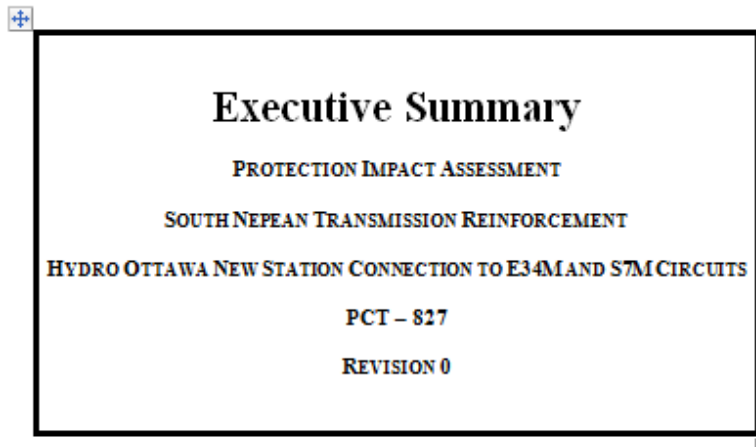 Executive Summary
PROTECTION IMPACT ASSESSMENT
SOUTH NEPEAN TRANSMISSION REINFORCEMENT
HYDRO OTTAWA NEW STATION CONNECTION TO E34M AND S7M CIRCUITS
PCT – 827
REVISION 0